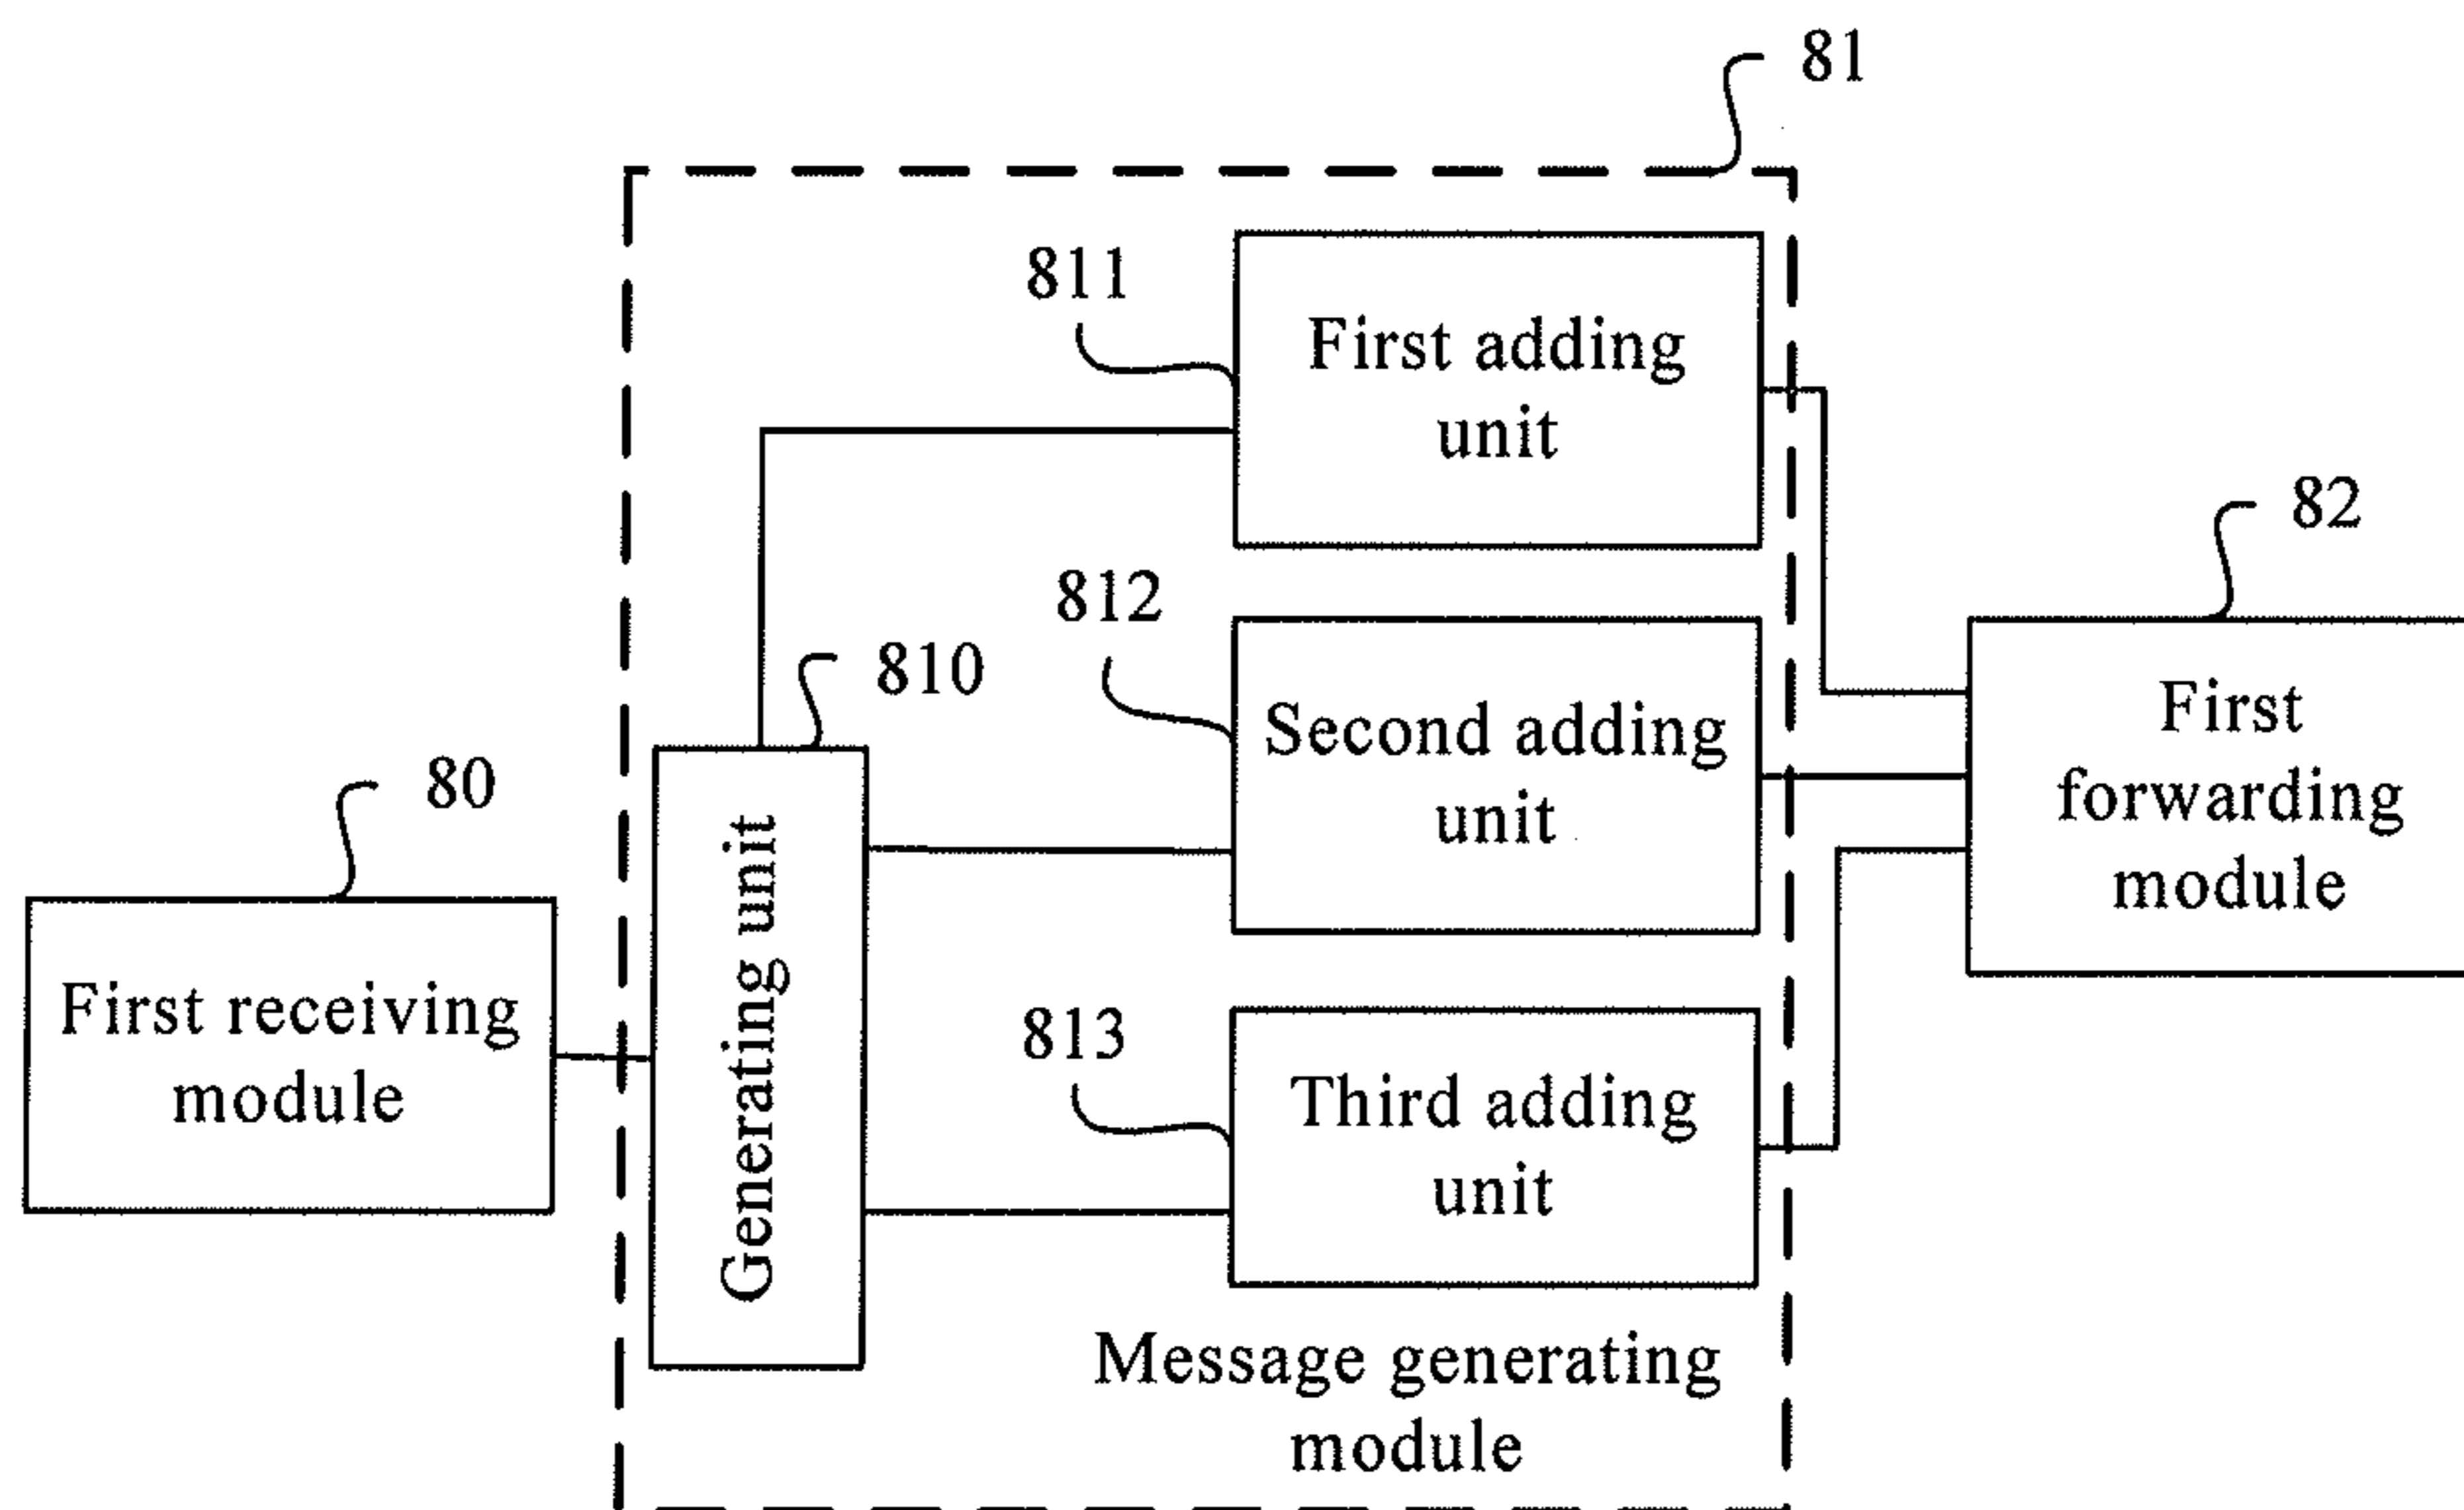 81
811
First adding
unit
82
812
810
Second adding
unit
First
forwarding
module
80
Generating unit
First receiving
module
813
Third adding
unit
Message generating
module